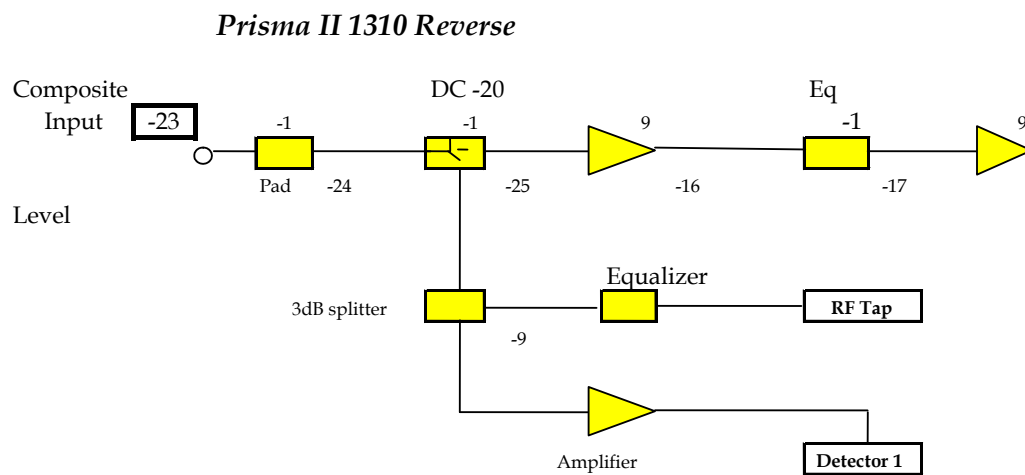 Prisma II 1310 Reverse
Composite
Input
-23
Level
-1
Pad
-24
DC -20
-1
-25
9
-16
Eq
-1
-17
9
3dB splitter
-9
Equalizer
RF Tap
Amplifier
Detector 1